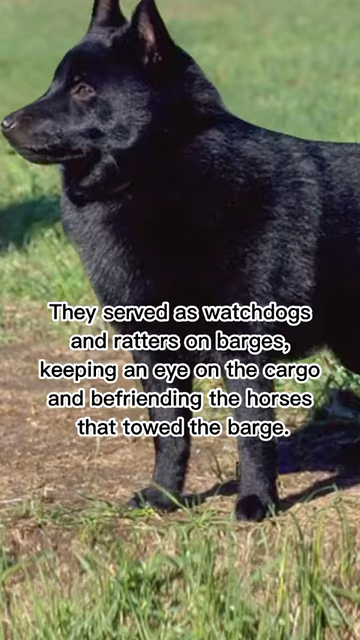 They served as watchdogs
and ratters on barges,
keeping an eye on the cargo
and befriending the horses
that towed the barge.